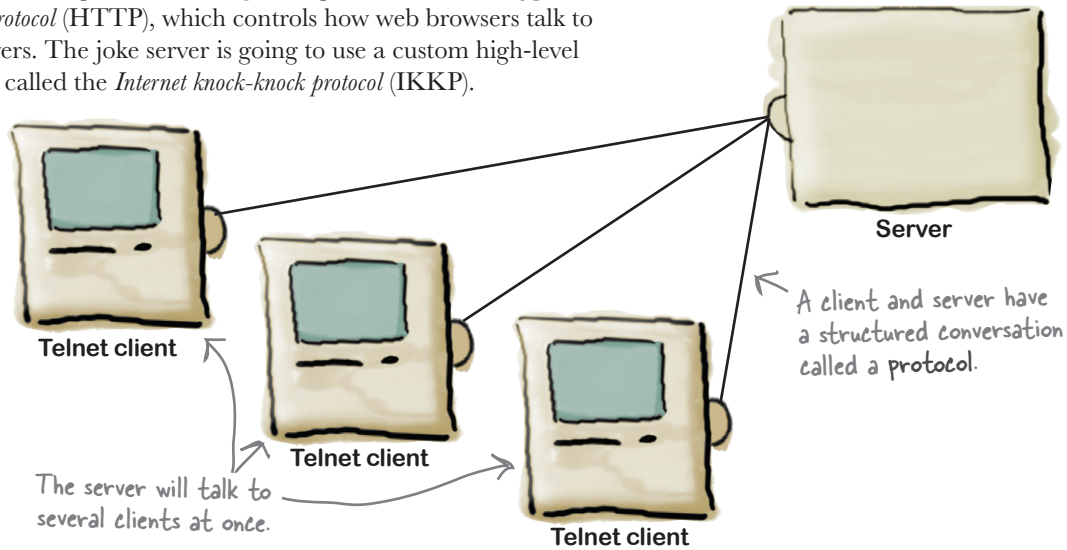 rotocol (HTTP), which controls how web browsers talk to
ers. The joke server is going to use a custom high-level
called the Internet knock-knock protocol (IKKP).
Server
A client and server have
a structured conversation
called a protocol.
Telnet client
Telnet client
The server will talk to
several clients at once.
Telnet client